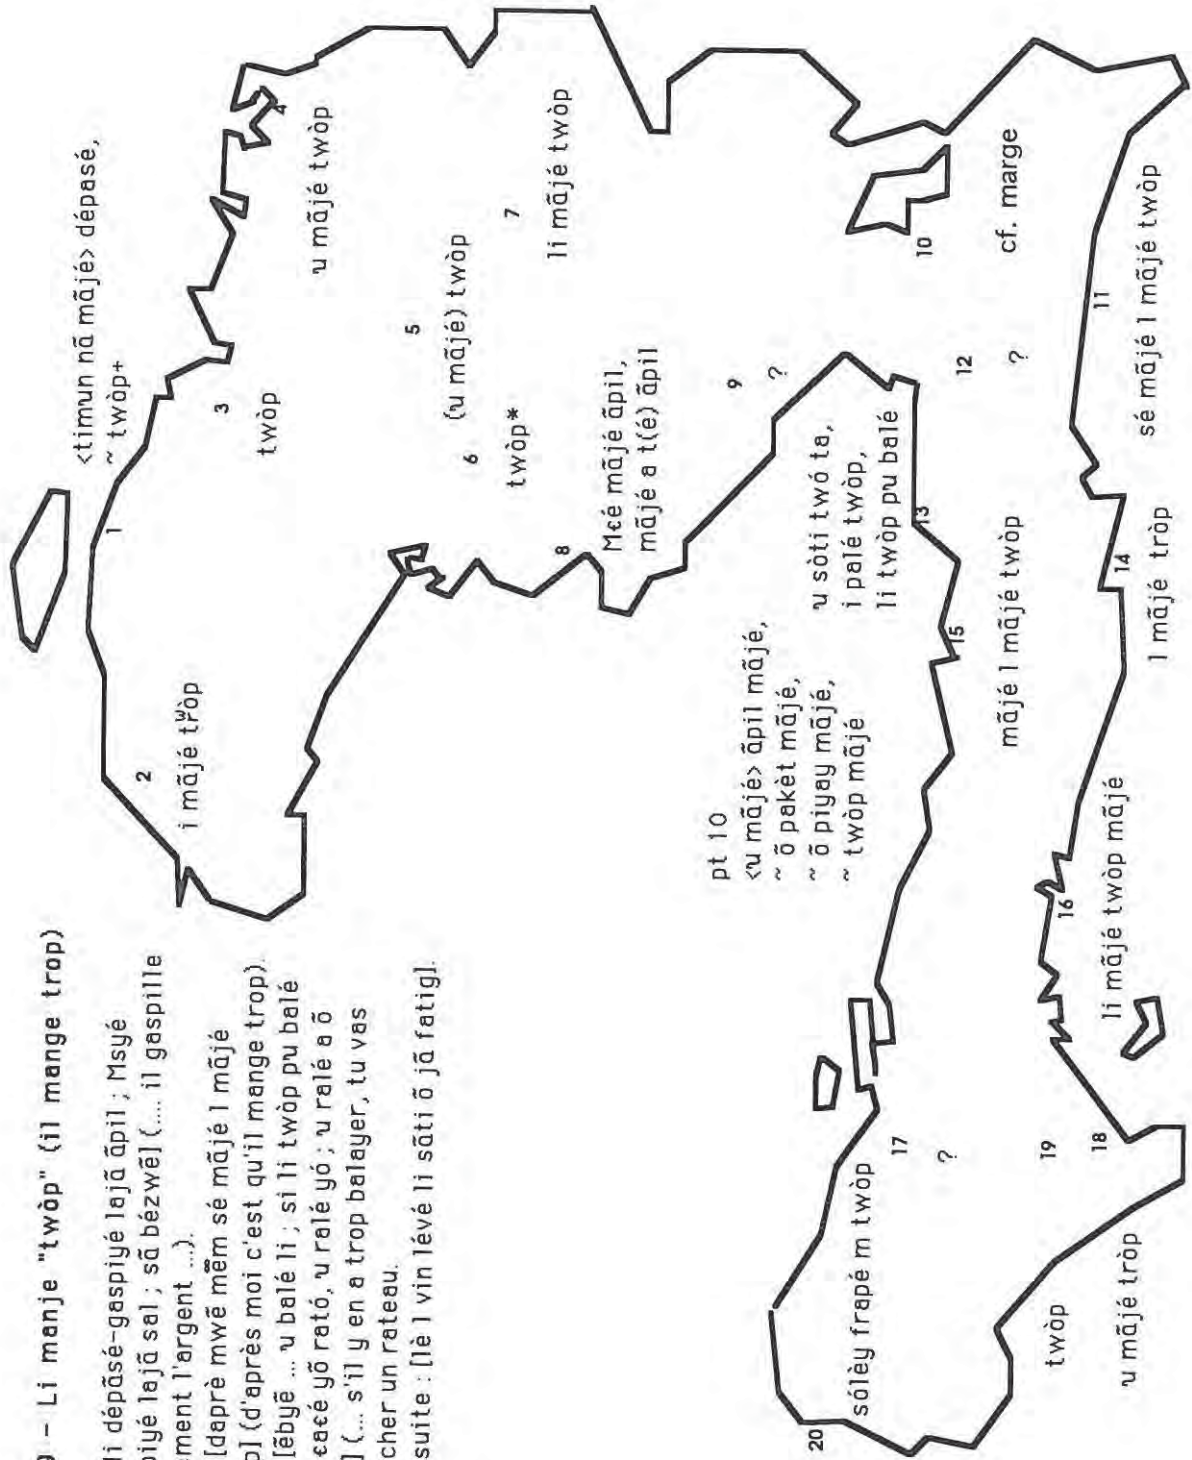 g – Li manje "twòp" (il mange trop)
li dépãsé-gaspiyé lajã ãpil ; Msyé
piyé lajã sal ; sã bézwẽ] (.... il gaspille
ement l'argent ...).
[daprè mwẽ mẽm sé mãjé l mãjé
p] (d'après moi c'est qu'il mange trop).
[ẽbyẽ ... u balé li ; si li twòp pu balé
ɛaɛé yõ rató, u ralé yó ; u ralé a õ
] (... s'il y en a trop balayer, tu vas
cher un rateau.
suite : [lè l vin lévé li sãti õ jã fatig].
<timun nã mãjé> dépasé,
~ twòp+
1
2
i mãjé tròp
w
3
twòp
4
u mãjé twòp
5
(u mãjé) twòp
6
twòp*
7
li mãjé twòp
8
Mɛé mãjé ãpil,
mãjé a t(é) ãpil
9
?
10
cf. marge
pt 10
<u mãjé> ãpil mãjé,
~ õ pakèt mãjé,
~ õ piyay mãjé,
~ twòp mãjé
u sòti twó ta,
i palé twòp,
li twòp pu balé
13
12
?
11
sé mãjé l mãjé twòp
15
mãjé l mãjé twòp
14
l mãjé tròp
16
li mãjé twòp mãjé
17
?
sólèy frapé m twòp
20
19
twòp
18
u mãjé tròp